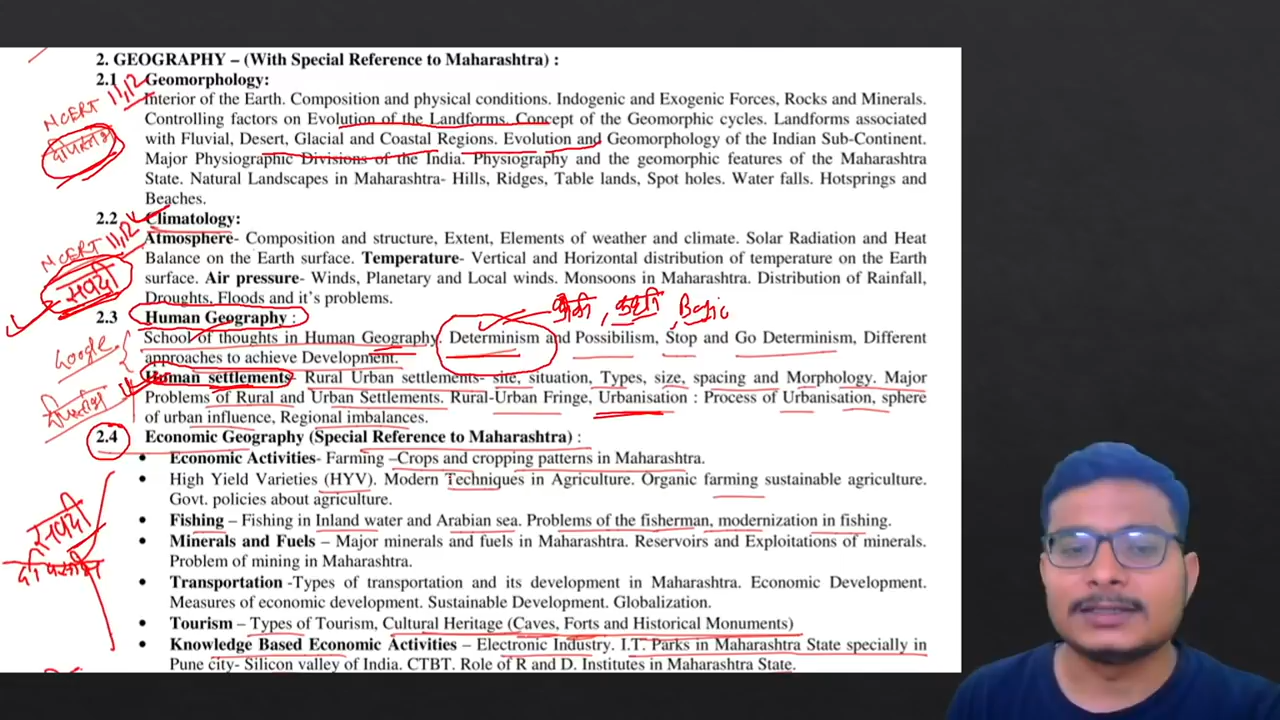 2. GEOGRAPHY – (With Special Reference to Maharashtra) :
2.1 Geomorphology:
Interior of the Earth. Composition and physical conditions. Indogenic and Exogenic Forces, Rocks and Minerals.
NCERT 11,12
Controlling factors on Evolution of the Landforms. Concept of the Geomorphic cycles. Landforms associated
with Fluvial, Desert, Glacial and Coastal Regions. Evolution and Geomorphology of the Indian Sub-Continent.
Major Physiographic Divisions of the India. Physiography and the geomorphic features of the Maharashtra
State. Natural Landscapes in Maharashtra- Hills, Ridges, Table lands, Spot holes. Water falls. Hotsprings and
Beaches.
2.2 Climatology:
NCERT 11,12
Atmosphere- Composition and structure, Extent, Elements of weather and climate. Solar Radiation and Heat
Balance on the Earth surface. Temperature- Vertical and Horizontal distribution of temperature on the Earth
सवदी
surface. Air pressure- Winds, Planetary and Local winds. Monsoons in Maharashtra. Distribution of Rainfall,
Droughts, Floods and it's problems.
, Basic
2.3 Human Geography :
School of thoughts in Human Geography. Determinism and Possibilism, Stop and Go Determinism, Different
Google
approaches to achieve Development.
Human settlements- Rural Urban settlements- site, situation, Types, size, spacing and Morphology. Major
Problems of Rural and Urban Settlements. Rural-Urban Fringe, Urbanisation : Process of Urbanisation, sphere
of urban influence, Regional imbalances.
2.4 Economic Geography (Special Reference to Maharashtra) :
• Economic Activities- Farming –Crops and cropping patterns in Maharashtra.
• High Yield Varieties (HYV). Modern Techniques in Agriculture. Organic farming sustainable agriculture.
Govt. policies about agriculture.
• Fishing – Fishing in Inland water and Arabian sea. Problems of the fisherman, modernization in fishing.
सवदी
• Minerals and Fuels – Major minerals and fuels in Maharashtra. Reservoirs and Exploitations of minerals.
Problem of mining in Maharashtra.
• Transportation -Types of transportation and its development in Maharashtra. Economic Development.
Measures of economic development. Sustainable Development. Globalization.
• Tourism – Types of Tourism, Cultural Heritage (Caves, Forts and Historical Monuments)
• Knowledge Based Economic Activities – Electronic Industry. I.T. Parks in Maharashtra State specially in
Pune city- Silicon valley of India. CTBT. Role of R and D. Institutes in Maharashtra State.